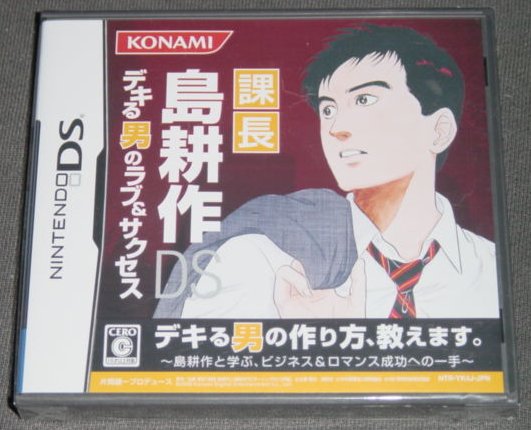 NINTENDO DS
KONAMI
課長
島耕作DS
デキる男のラブ&サクセス
CERO
C
デキる男の作り方、教えます。
〜島耕作と学ぶ、ビジネス&ロマンス成功への一手〜